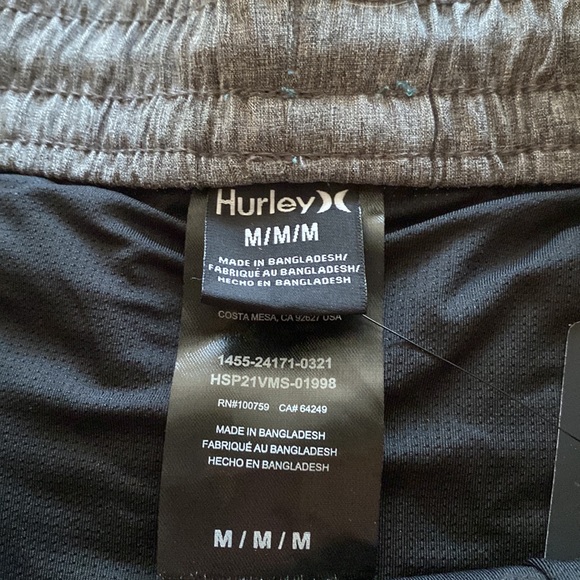 Hurley
M/M/M
MADE IN BANGLADESH/
FABRIQUÉ AU BANGLADESH/
HECHO EN BANGLADESH
COSTA MESA, CA 92627 USA
1455-24171-0321
HSP21VMS-01998
RN#100759 CA# 64249
MADE IN BANGLADESH
FABRIQUÉ AU BANGLADESH
HECHO EN BANGLADESH
M / M / M